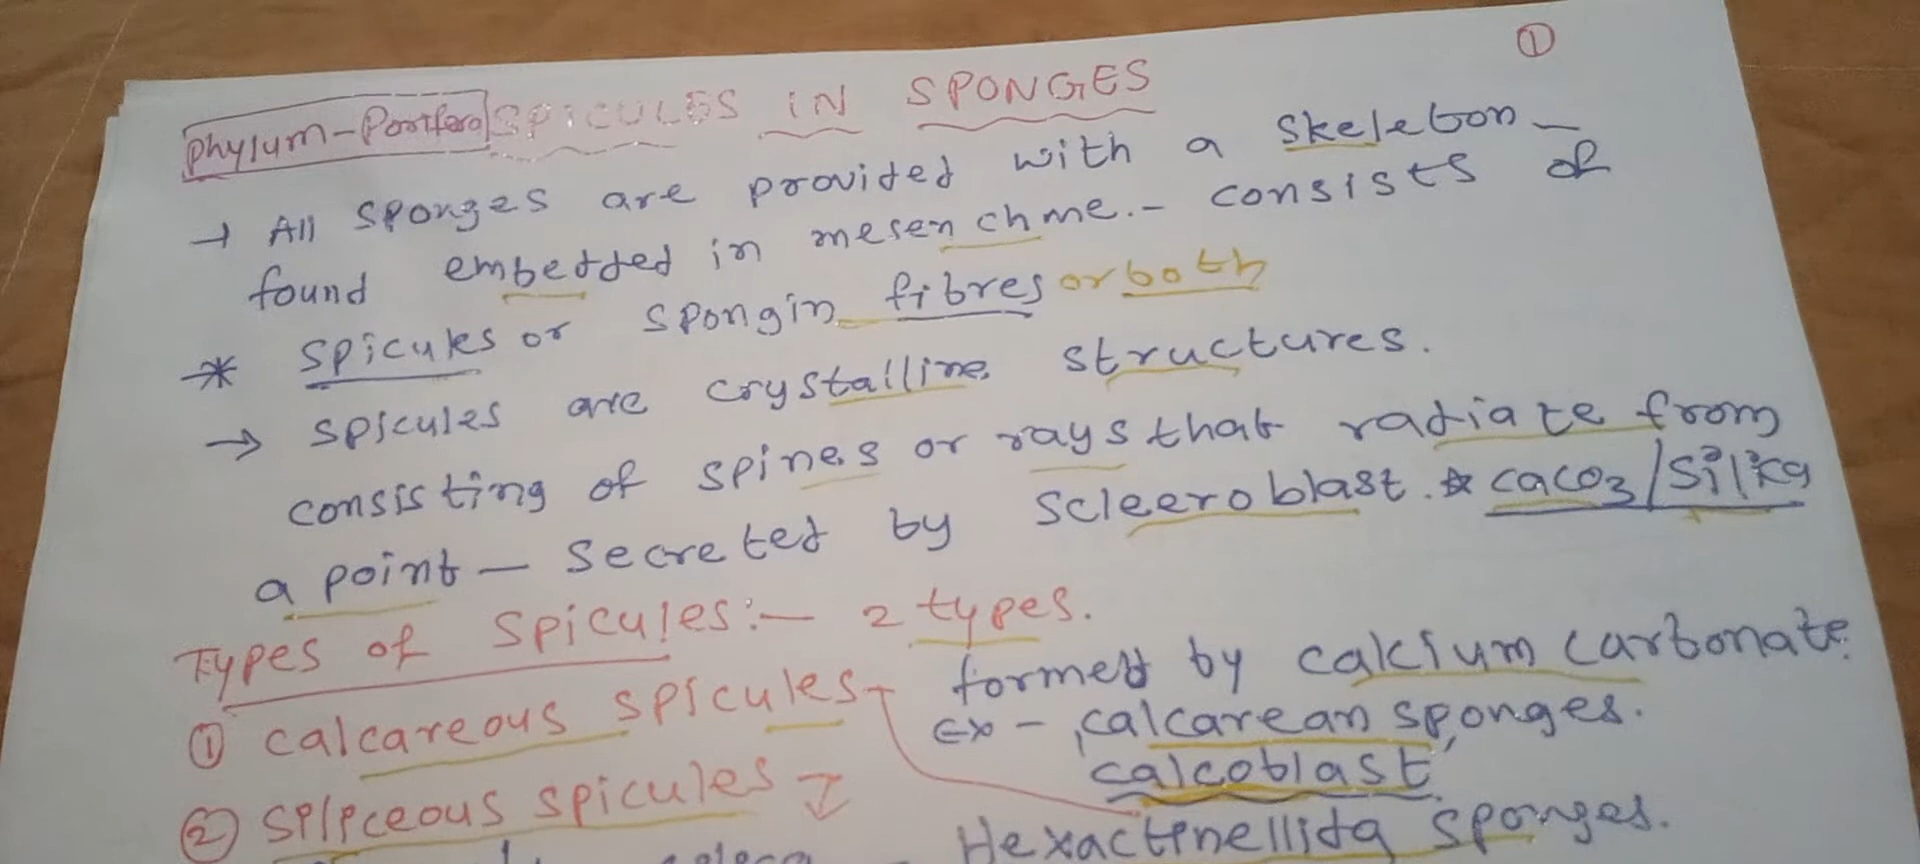 ①
Phylum-Porifera SPICULES IN SPONGES
→ All sponges are provided with a skeleton -
found embedded in mesenchme. - consists of
* spicules or spongin fibres or both
→ spicules are crystalline structures.
consisting of spines or rays that radiate from
a point - secreted by scleeroblast. ☆ CaCO3/Silica
Types of spicules:- 2 types.
① calcareous spicules - formed by calcium carbonate.
Ex - calcarean sponges.
calcoblast
② siliceous spicules -
Hexactinellida sponges.